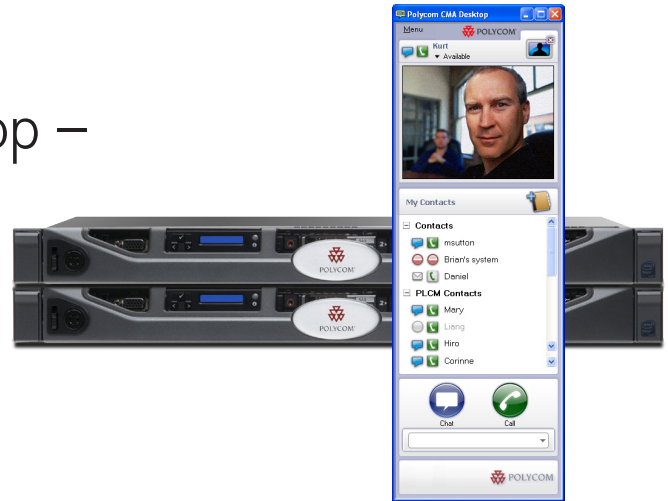 Polycom CMA Desktop
Menu
POLYCOM
Kurt
Available
op –
My Contacts
Contacts
msutton
Brian's system
Daniel
POLYCOM
PLCM Contacts
Mary
Liang
POLYCOM
Hiro
Corinne
Chat
Call
POLYCOM